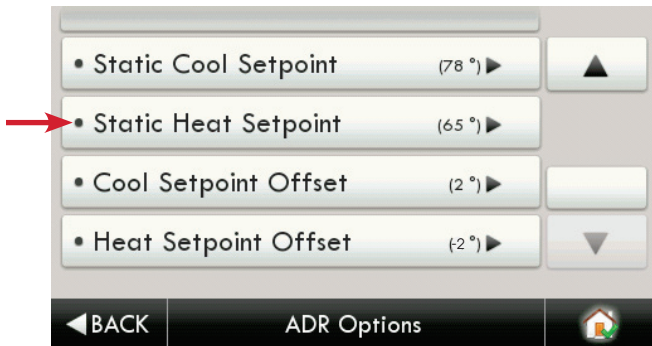 • Static Cool Setpoint (78 °) ▶
• Static Heat Setpoint (65 °) ▶
• Cool Setpoint Offset (2 °) ▶
• Heat Setpoint Offset (-2 °) ▶
◀ BACK ADR Options